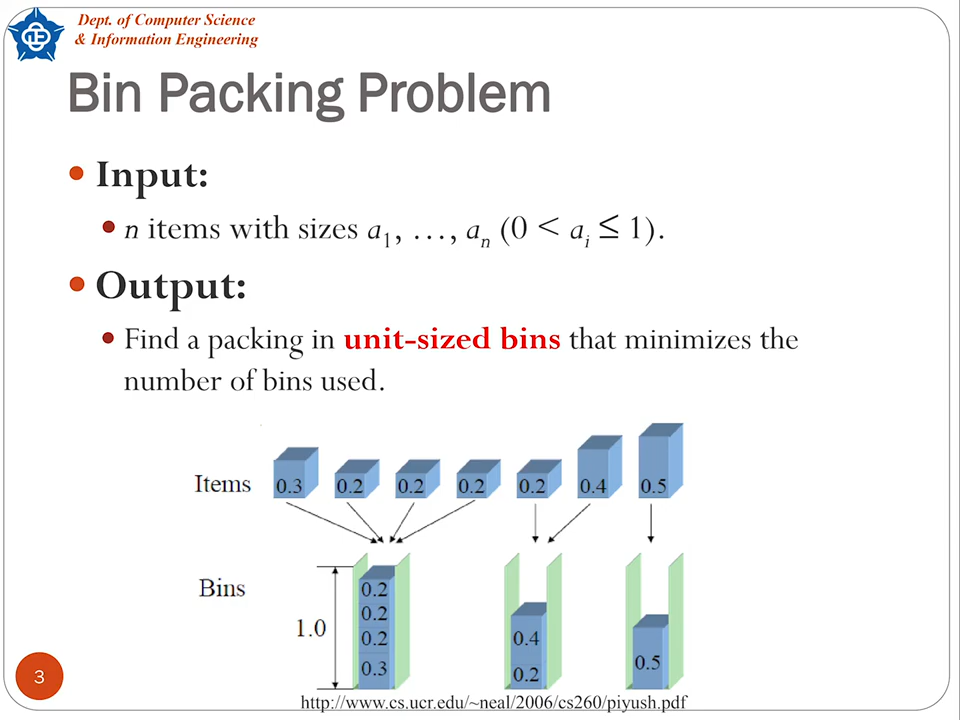 Dept. of Computer Science
& Information Engineering
Bin Packing Problem
• Input:
• n items with sizes a₁, …, aₙ (0 < aᵢ ≤ 1).
• Output:
• Find a packing in unit-sized bins that minimizes the
number of bins used.
Items 0.3 0.2 0.2 0.2 0.2 0.4 0.5
Bins
1.0
0.2
0.2
0.2
0.3
0.4
0.2
0.5
3
http://www.cs.ucr.edu/~neal/2006/cs260/piyush.pdf